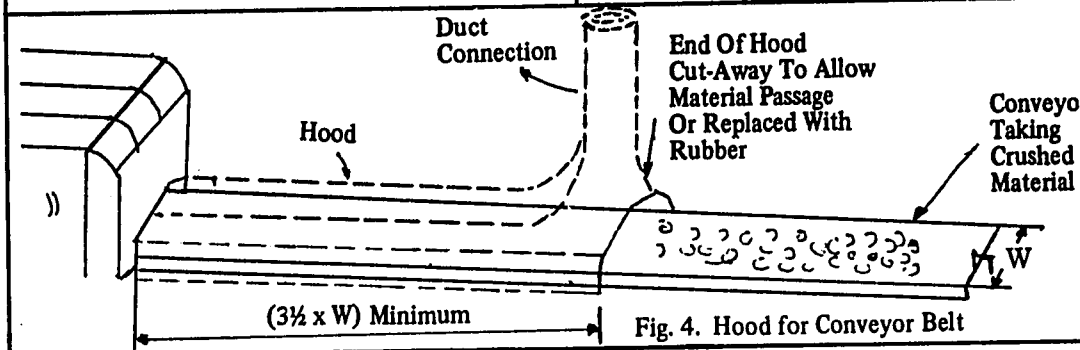 Duct
Connection
End Of Hood
Cut-Away To Allow
Material Passage
Or Replaced With
Rubber
Hood
Conveyo
Taking
Crushed
Material
W
(3½ x W) Minimum
Fig. 4. Hood for Conveyor Belt